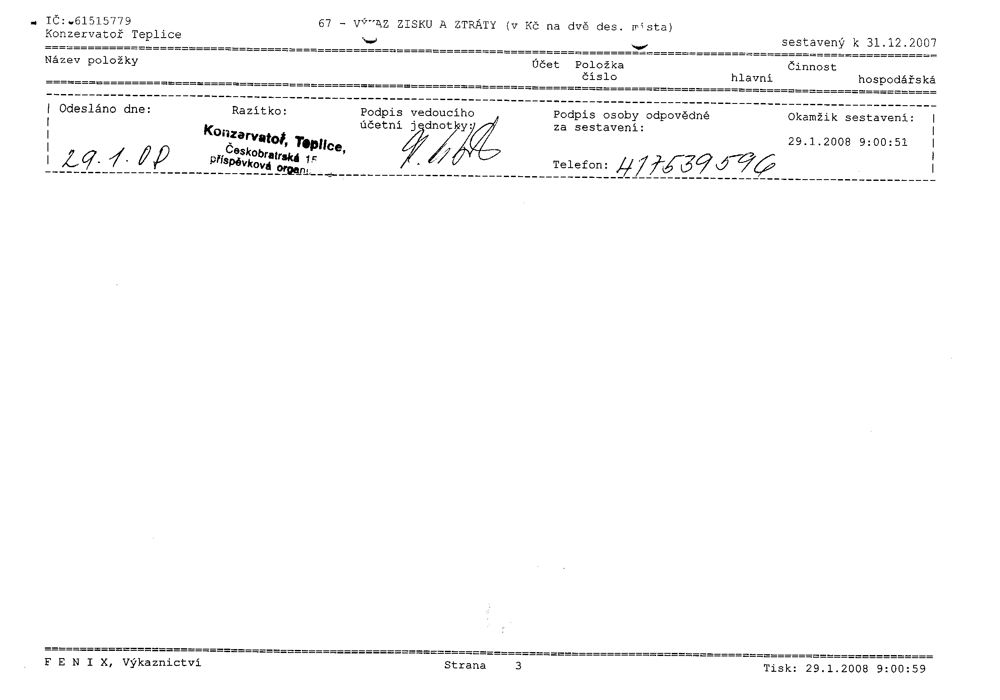 IČ: 61515779
Konzervatoř Teplice
67 - ZISKU A ZTRÁTY (v Kč na dvě des. místa)
sestavený k 31.12.2007
Název položky Účet Položka Činnost
číslo hlavní hospodářská
Odesláno dne: Razítko: Podpis vedoucího Podpis osoby odpovědné Okamžik sestavení:
účetní jednotky: za sestavení:
Konzervatoř, Teplice,
29.1.2008 9:00:51
Českobratrská 15
29.1.08 příspěvková Telefon: 417539596
F E N I X, Výkaznictví Strana 3 Tisk: 29.1.2008 9:00:59